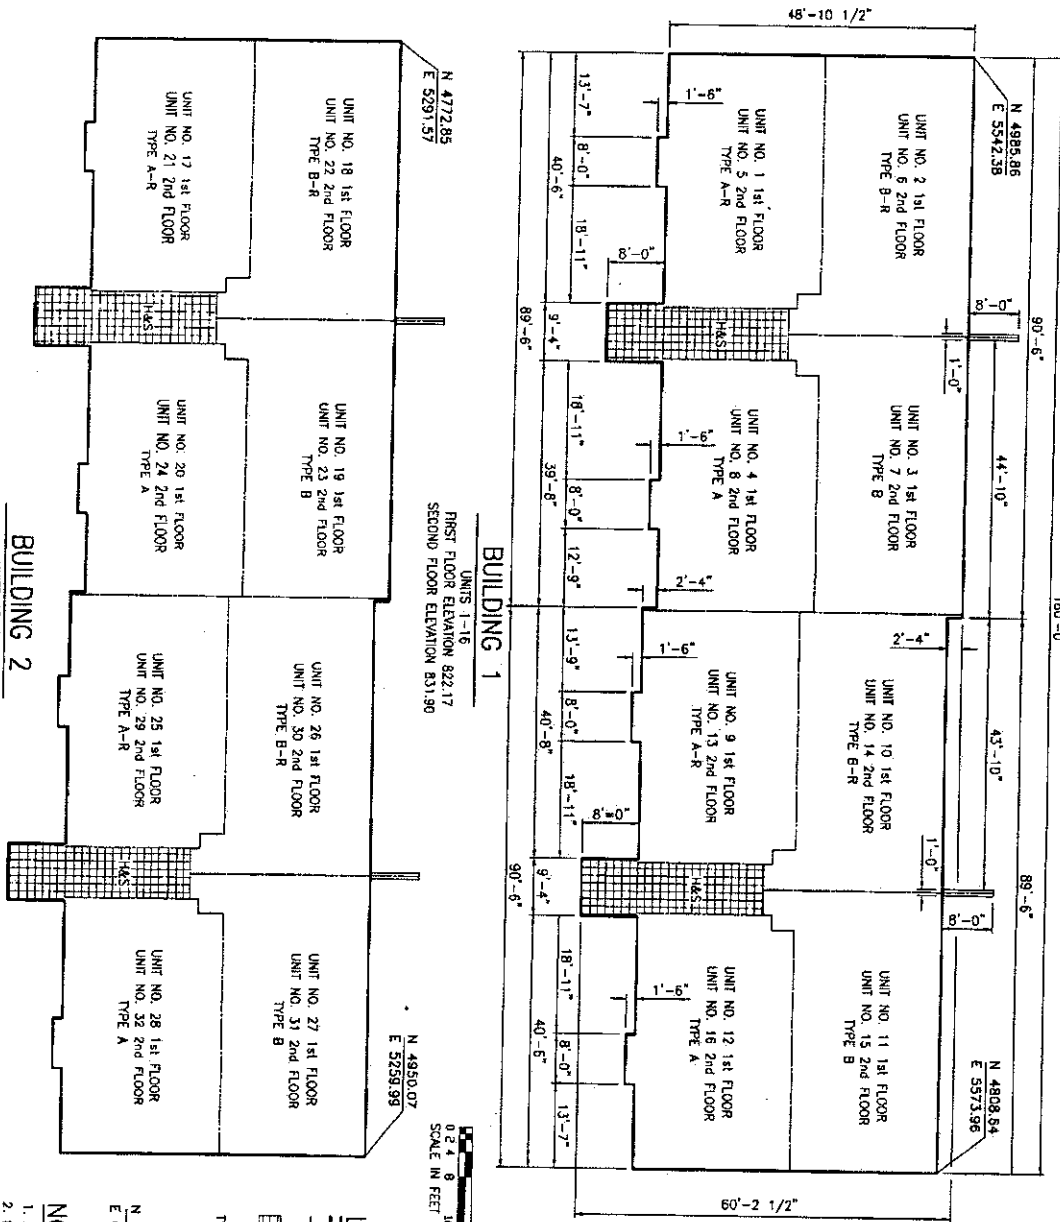 48'-10 1/2"
N 4985.86
E 5542.38
UNIT NO. 2 1st FLOOR
UNIT NO. 6 2nd FLOOR
TYPE B-R
UNIT NO. 1 1st FLOOR
UNIT NO. 5 2nd FLOOR
TYPE A-R
1'-6"
13'-7"
8'-0"
18'-11"
40'-6"
89'-6"
8'-0"
9'-4"
H&S
8'-0"
1'-0"
90'-6"
180'-0"
44'-10"
UNIT NO. 3 1st FLOOR
UNIT NO. 7 2nd FLOOR
TYPE B
UNIT NO. 4 1st FLOOR
UNIT NO. 8 2nd FLOOR
TYPE A
1'-6"
18'-11"
8'-0"
12'-9"
39'-8"
2'-4"
2'-4"
43'-10"
UNIT NO. 10 1st FLOOR
UNIT NO. 14 2nd FLOOR
TYPE B-R
UNIT NO. 9 1st FLOOR
UNIT NO. 13 2nd FLOOR
TYPE A-R
1'-6"
13'-9"
8'-0"
18'-11"
40'-8"
90'-6"
8'-0"
9'-4"
H&S
1'-0"
8'-0"
89'-6"
UNIT NO. 11 1st FLOOR
UNIT NO. 15 2nd FLOOR
TYPE B
UNIT NO. 12 1st FLOOR
UNIT NO. 16 2nd FLOOR
TYPE A
1'-6"
18'-11"
8'-0"
13'-7"
40'-6"
N 4808.54
E 5573.96
60'-2 1/2"
BUILDING 1
UNITS 1-16
FIRST FLOOR ELEVATION 822.17
SECOND FLOOR ELEVATION 831.90
N 4772.85
E 5291.57
UNIT NO. 18 1st FLOOR
UNIT NO. 22 2nd FLOOR
TYPE B-R
UNIT NO. 17 1st FLOOR
UNIT NO. 21 2nd FLOOR
TYPE A-R
H&S
UNIT NO. 19 1st FLOOR
UNIT NO. 23 2nd FLOOR
TYPE B
UNIT NO. 20 1st FLOOR
UNIT NO. 24 2nd FLOOR
TYPE A
UNIT NO. 26 1st FLOOR
UNIT NO. 30 2nd FLOOR
TYPE B-R
UNIT NO. 25 1st FLOOR
UNIT NO. 29 2nd FLOOR
TYPE A-R
H&S
UNIT NO. 27 1st FLOOR
UNIT NO. 31 2nd FLOOR
TYPE B
UNIT NO. 28 1st FLOOR
UNIT NO. 32 2nd FLOOR
TYPE A
N 4950.07
E 5259.99
BUILDING 2
0 2 4 8
SCALE IN FEET
N
E
1.
2.